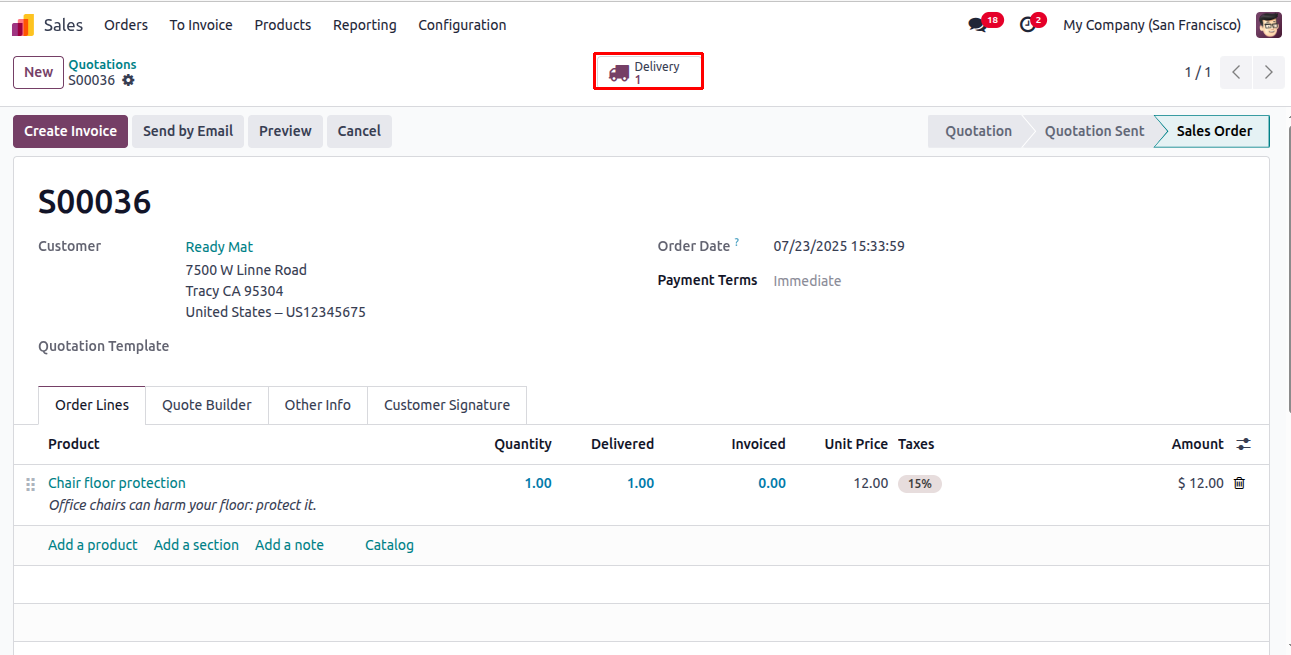 Sales Orders To Invoice Products Reporting Configuration 18 2 My Company (San Francisco)
New Quotations Delivery 1 / 1
S00036 1
Create Invoice Send by Email Preview Cancel Quotation Quotation Sent Sales Order
S00036
Customer Ready Mat Order Date ? 07/23/2025 15:33:59
7500 W Linne Road
Tracy CA 95304 Payment Terms Immediate
United States – US12345675
Quotation Template
Order Lines Quote Builder Other Info Customer Signature
Product Quantity Delivered Invoiced Unit Price Taxes Amount
Chair floor protection 1.00 1.00 0.00 12.00 15% $ 12.00
Office chairs can harm your floor: protect it.
Add a product Add a section Add a note Catalog